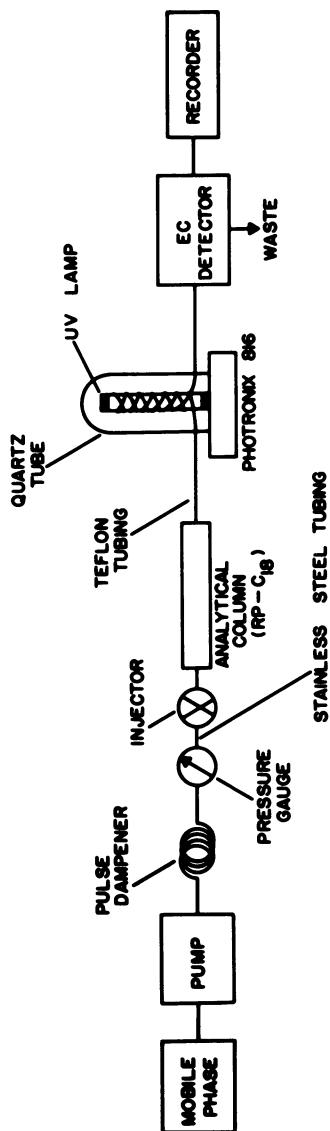 MOBILE
PHASE
PUMP
PULSE
DAMPENER
PRESSURE
GAUGE
INJECTOR
STAINLESS STEEL TUBING
ANALYTICAL
COLUMN
(RP-C18)
TEFLON
TUBING
QUARTZ
TUBE
UV LAMP
PHOTRONIX 816
EC
DETECTOR
WASTE
RECORDER